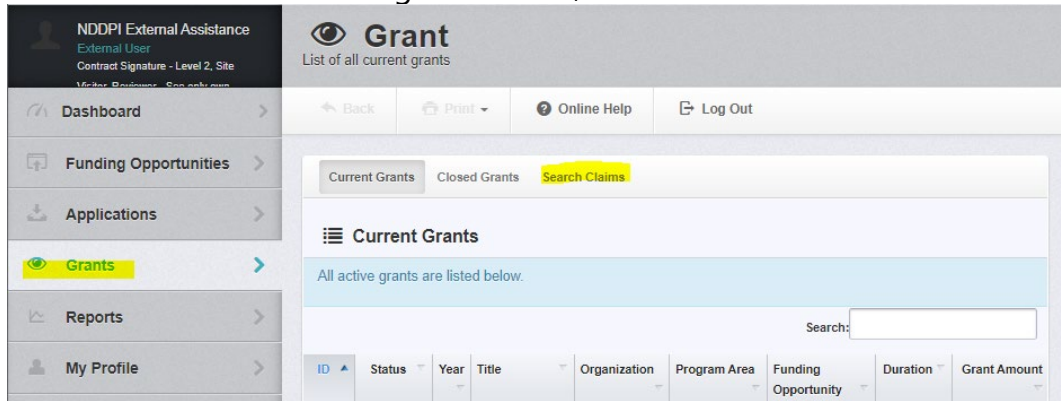 NDDPI External Assistance
External User
Contract Signature - Level 2, Site
Dashboard
Funding Opportunities
Applications
Grants
Reports
My Profile
Grant
List of all current grants
Back
Print
Online Help
Log Out
Current Grants Closed Grants Search Claims
Current Grants
All active grants are listed below.
Search:
ID Status Year Title Organization Program Area Funding Opportunity Duration Grant Amount